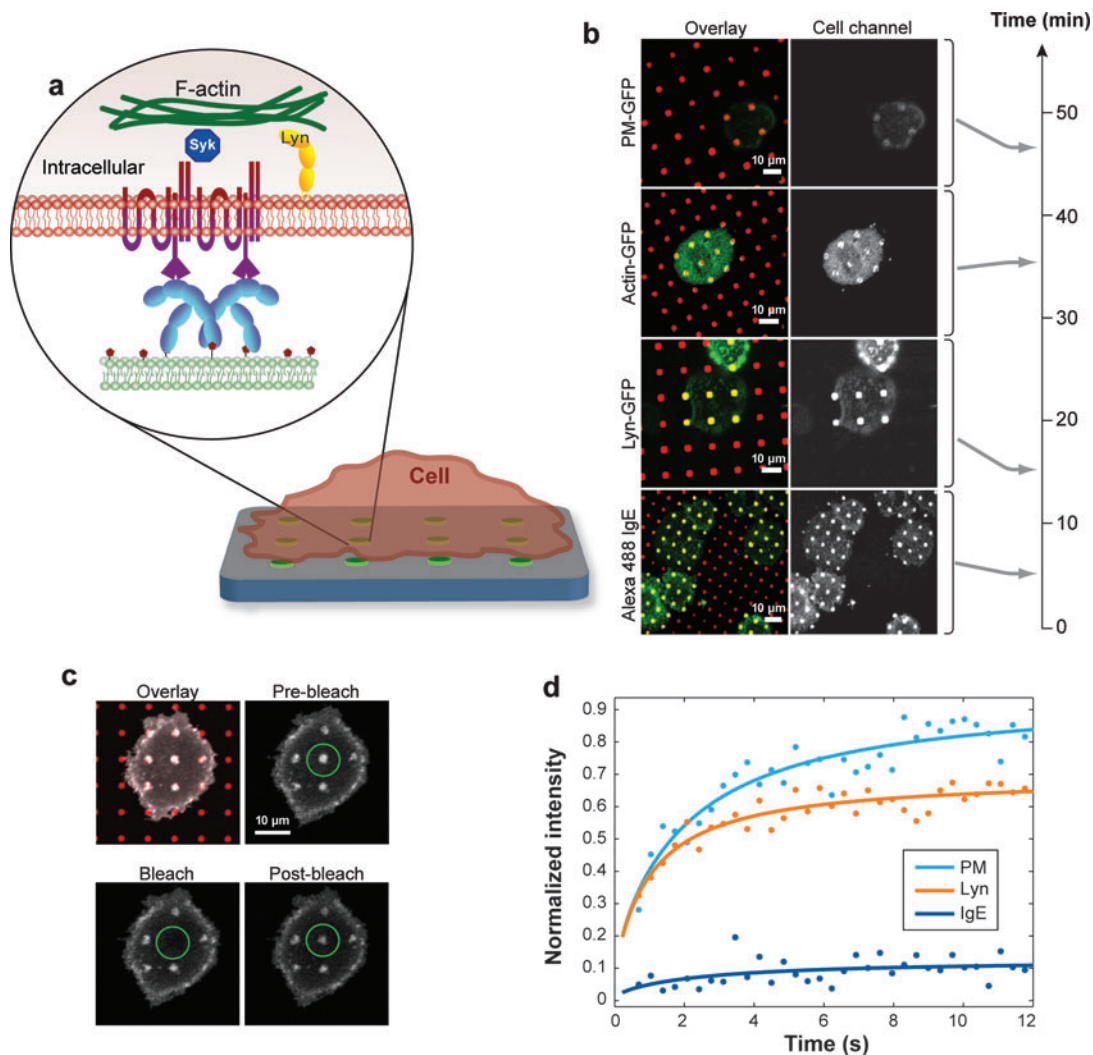 a
F-actin
Syk
Lyn
Intracellular
Cell
b
Overlay
Cell channel
Time (min)
PM-GFP
10 µm
Actin-GFP
10 µm
Lyn-GFP
10 µm
Alexa 488 IgE
10 µm
50
40
30
20
10
0
c
Overlay
Pre-bleach
10 µm
Bleach
Post-bleach
d
Normalized intensity
0.9
0.8
0.7
0.6
0.5
0.4
0.3
0.2
0.1
0
0
2
4
6
8
10
12
Time (s)
PM
Lyn
IgE